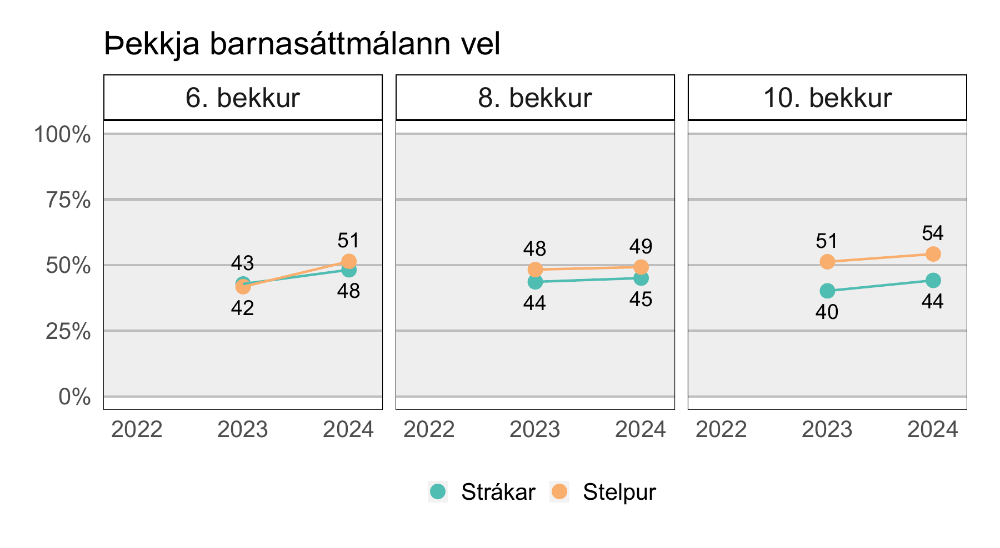 Þekkja barnasáttmálann vel
6. bekkur 8. bekkur 10. bekkur
100%
75%
50%
25%
0%
43 51
42 48
48 49
44 45
51 54
40 44
2022 2023 2024 2022 2023 2024 2022 2023 2024
Strákar Stelpur